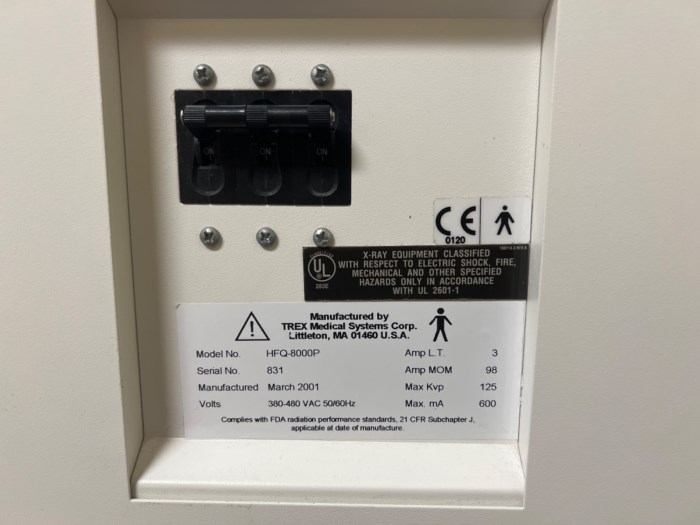 ON ON ON
CE
0120
UL
®
X-RAY EQUIPMENT CLASSIFIED
WITH RESPECT TO ELECTRIC SHOCK, FIRE,
MECHANICAL AND OTHER SPECIFIED
HAZARDS ONLY IN ACCORDANCE
WITH UL 2601-1
Manufactured by
TREX Medical Systems Corp.
Littleton, MA 01460 U.S.A.
Model No. HFQ-8000P Amp L.T. 3
Serial No. 831 Amp MOM 98
Manufactured March 2001 Max Kvp 125
Volts 380-480 VAC 50/60Hz Max. mA 600
Complies with FDA radiation performance standards, 21 CFR Subchapter J,
applicable at date of manufacture.